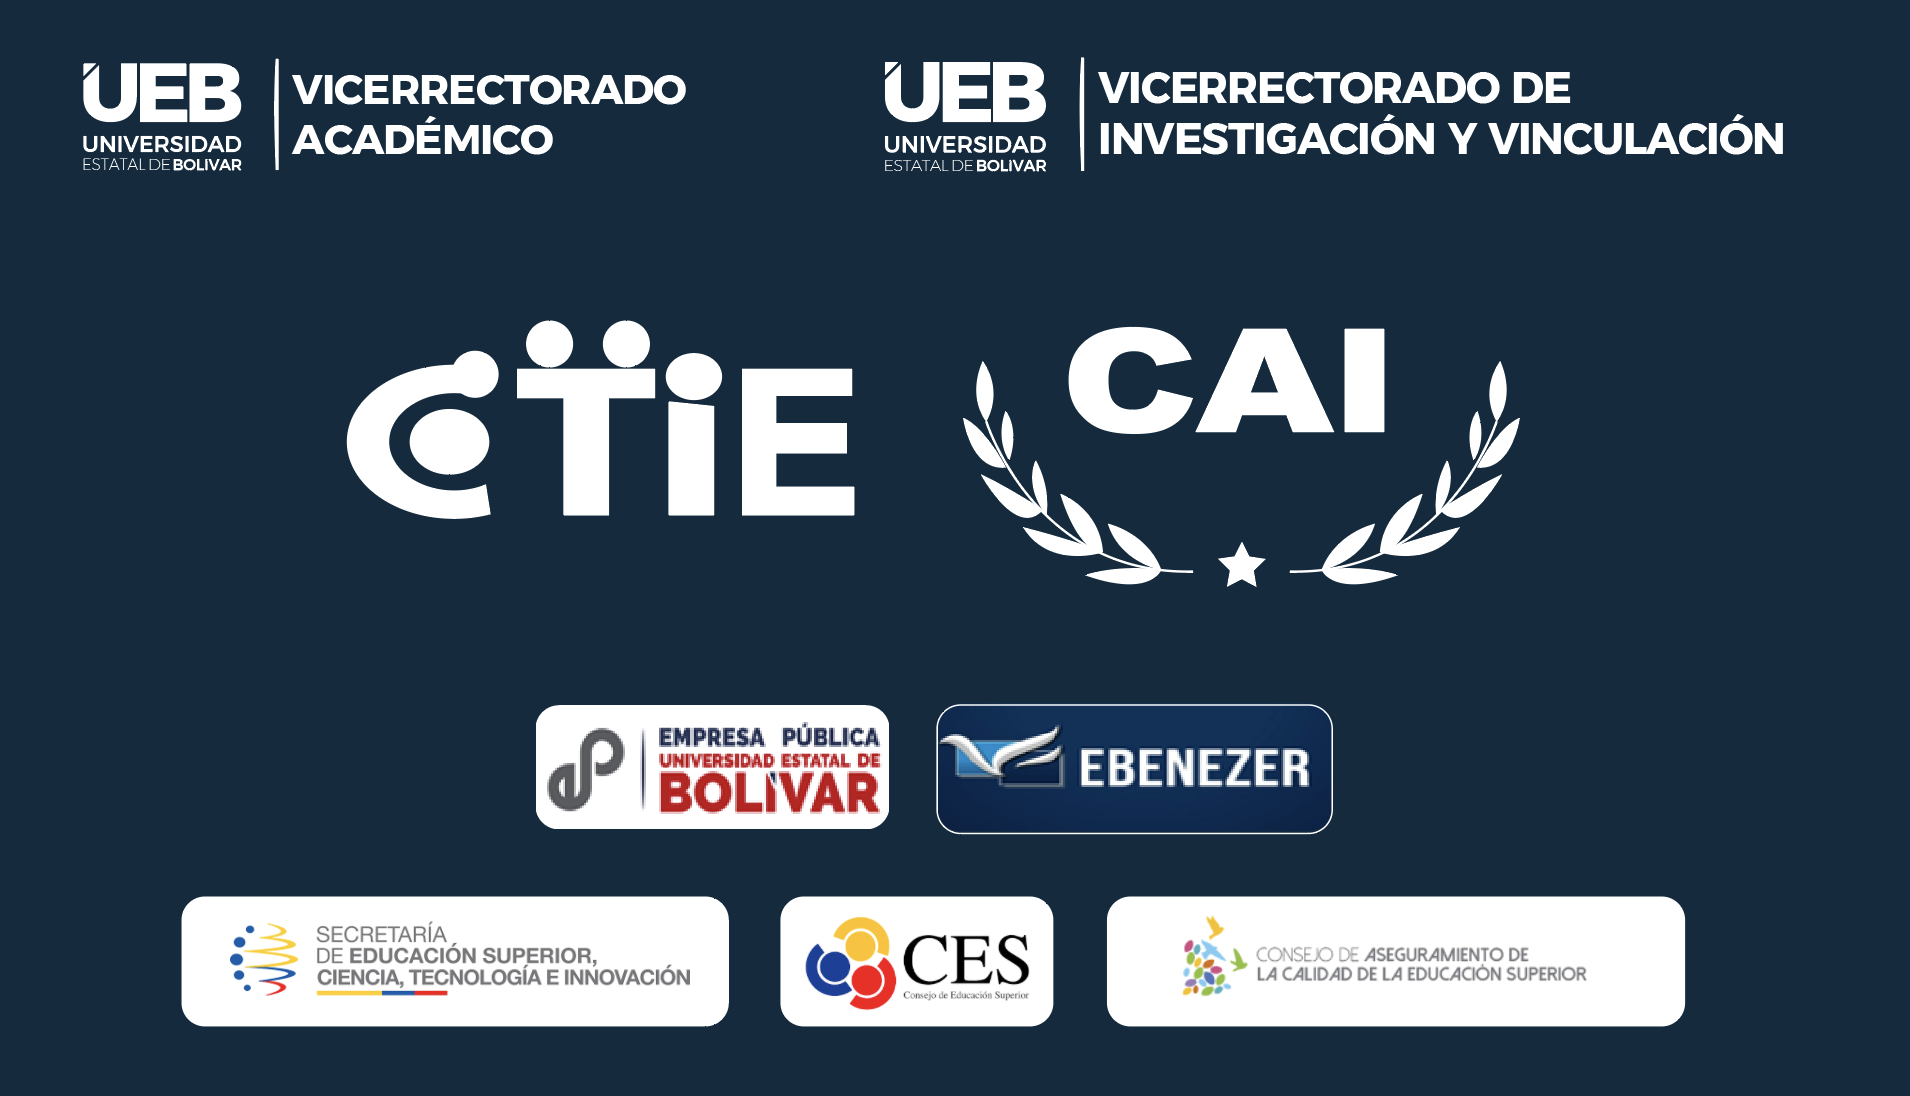 UEB
UNIVERSIDAD
ESTATAL DE BOLIVAR
VICERRECTORADO
ACADÉMICO
UEB
UNIVERSIDAD
ESTATAL DE BOLIVAR
VICERRECTORADO DE
INVESTIGACIÓN Y VINCULACIÓN
CTiE
CAI
ep
EMPRESA PÚBLICA
UNIVERSIDAD ESTATAL DE
BOLÍVAR
EBENEZER
SECRETARÍA
DE EDUCACIÓN SUPERIOR,
CIENCIA, TECNOLOGÍA E INNOVACIÓN
CES
Consejo de Educación Superior
CONSEJO DE ASEGURAMIENTO DE
LA CALIDAD DE LA EDUCACIÓN SUPERIOR